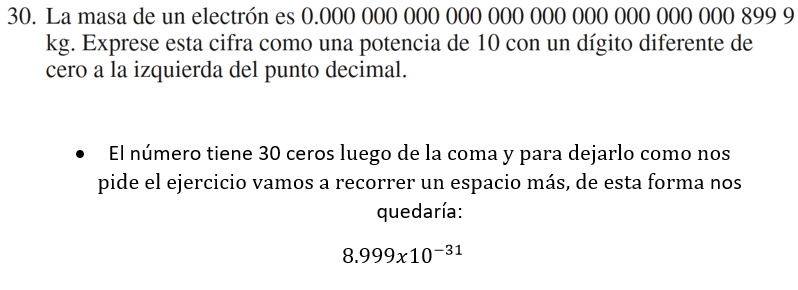 30. La masa de un electrón es 0.000 000 000 000 000 000 000 000 000 000 899 9
kg. Exprese esta cifra como una potencia de 10 con un dígito diferente de
cero a la izquierda del punto decimal.
• El número tiene 30 ceros luego de la coma y para dejarlo como nos
pide el ejercicio vamos a recorrer un espacio más, de esta forma nos
quedaría:
8.999x10⁻³¹